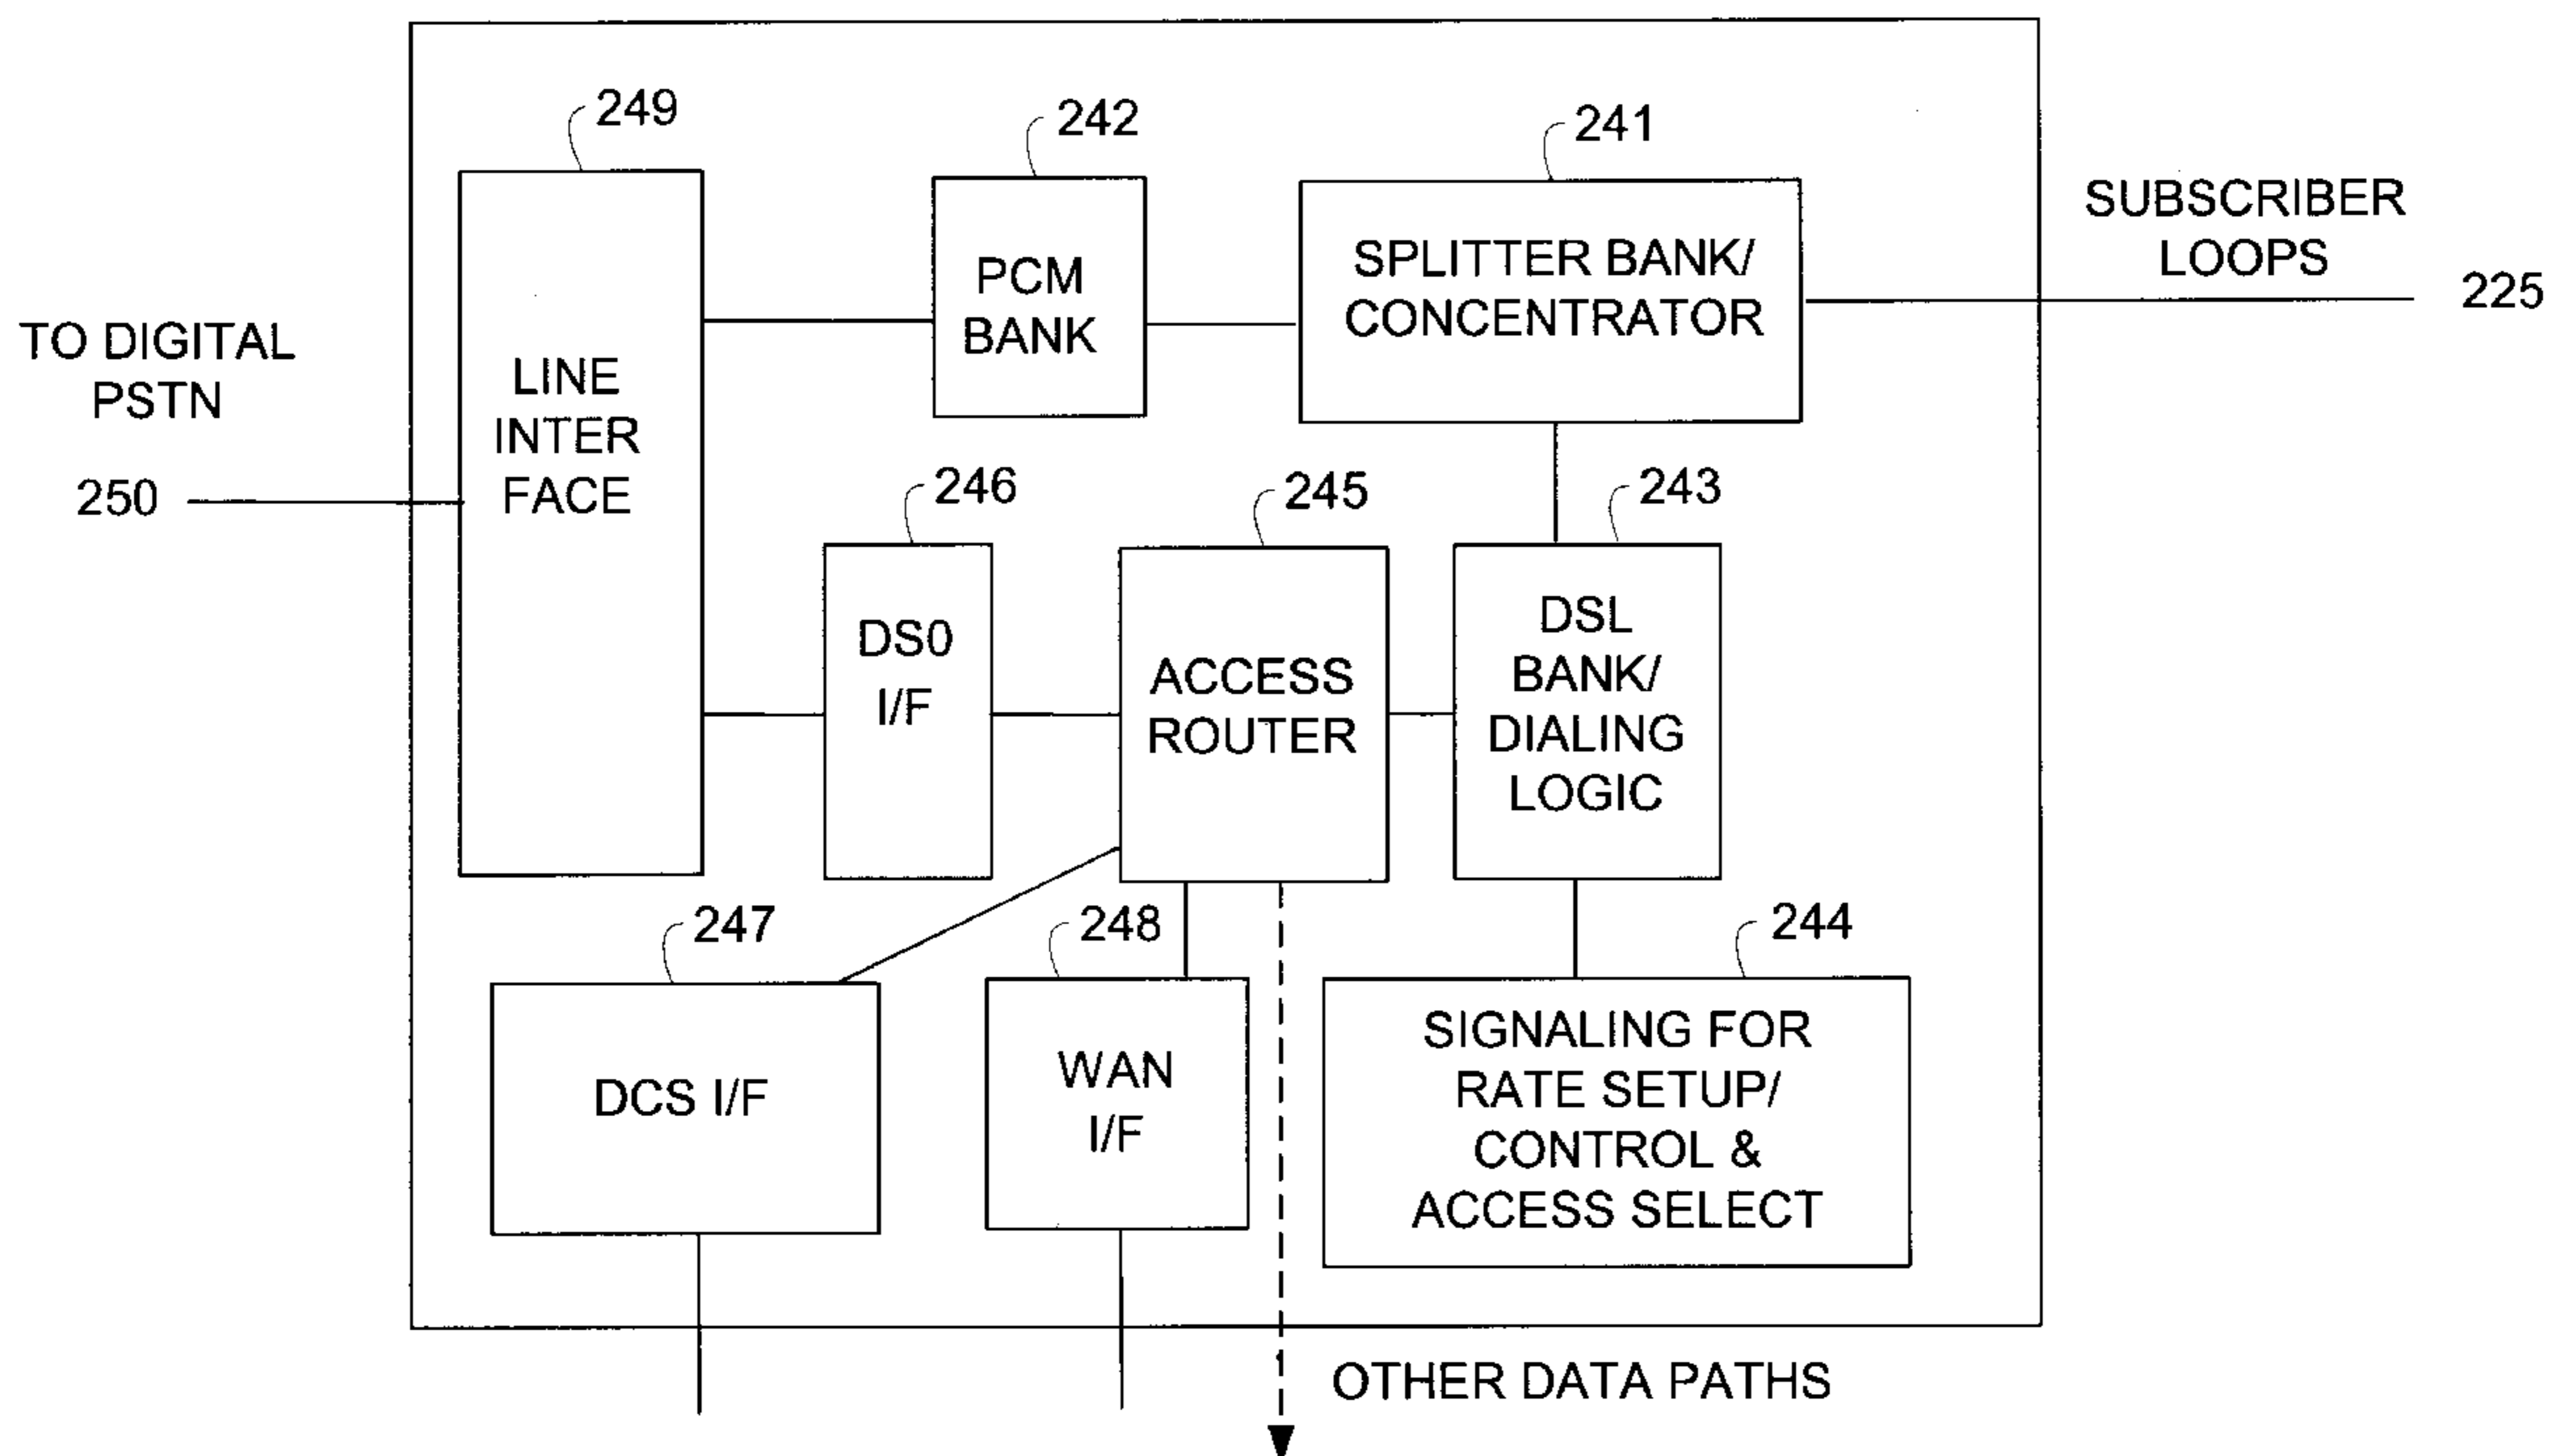 249
242
241
SUBSCRIBER
LOOPS
225
TO DIGITAL
PSTN
250
LINE
INTER
FACE
PCM
BANK
SPLITTER BANK/
CONCENTRATOR
246
245
243
DS0
I/F
ACCESS
ROUTER
DSL
BANK/
DIALING
LOGIC
247
248
244
DCS I/F
WAN
I/F
SIGNALING FOR
RATE SETUP/
CONTROL &
ACCESS SELECT
OTHER DATA PATHS